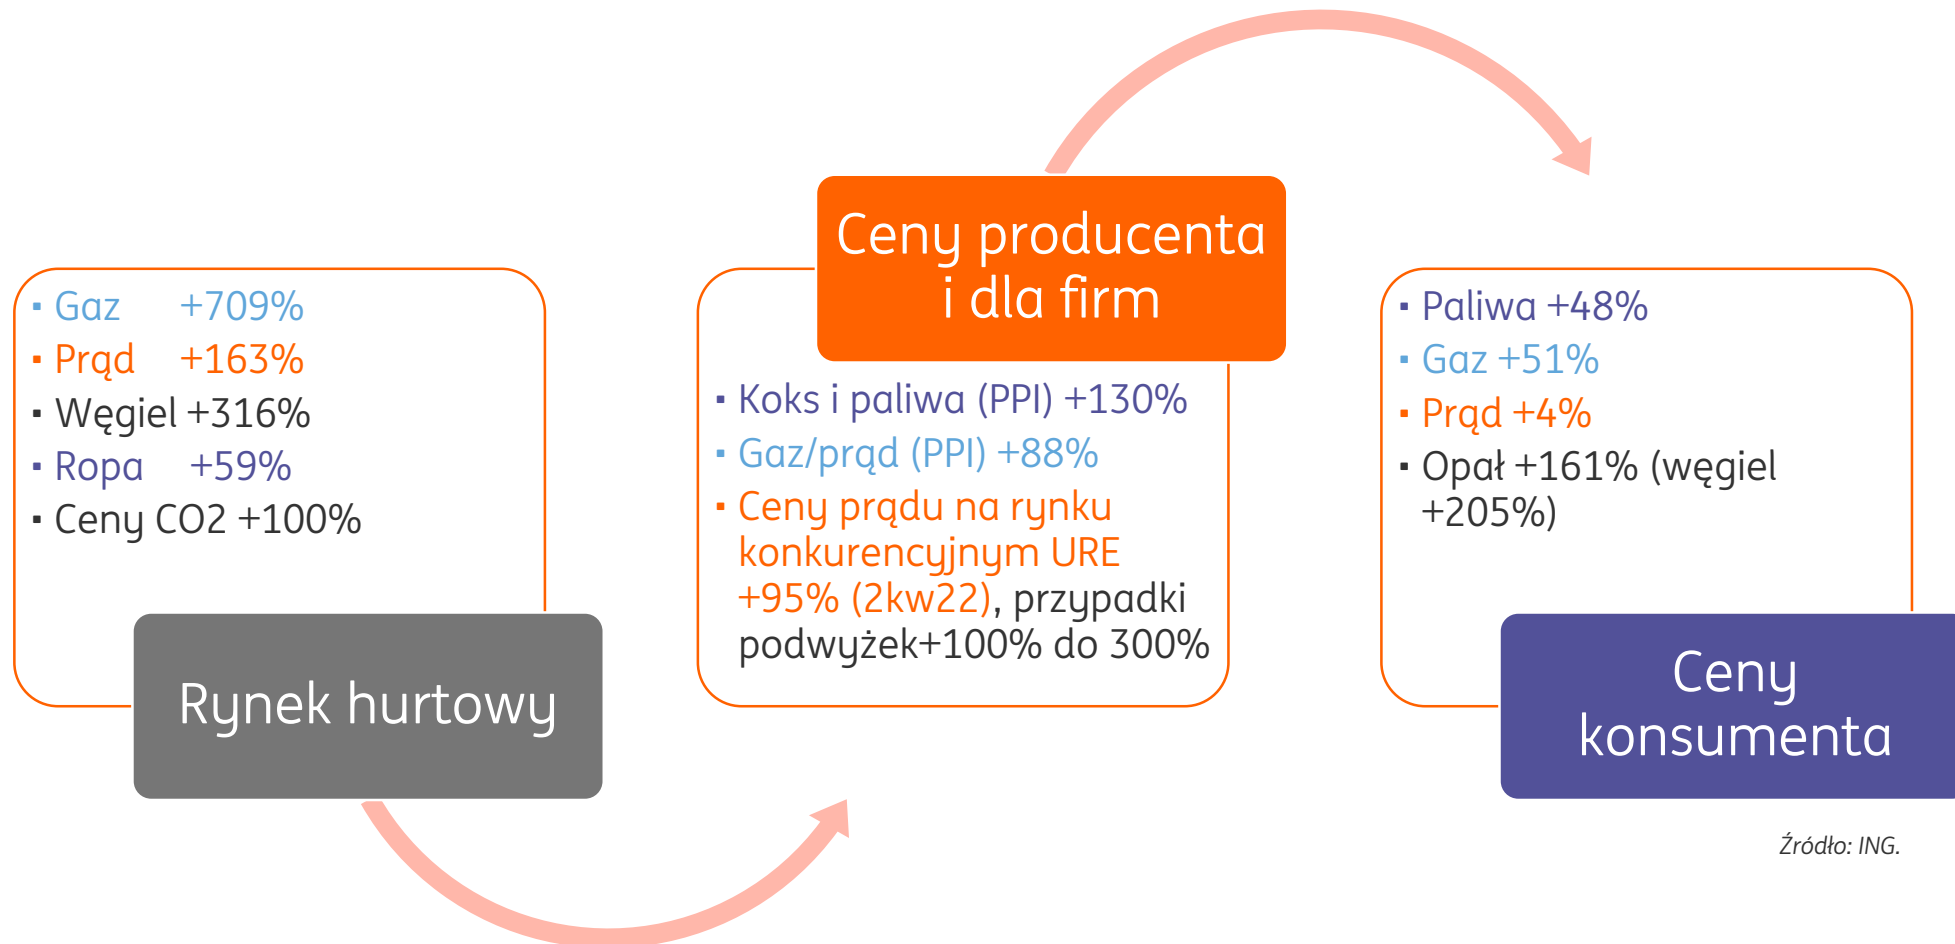 ▪ Gaz +709%
▪ Prąd +163%
▪ Węgiel +316%
▪ Ropa +59%
▪ Ceny CO2 +100%
Rynek hurtowy
Ceny producenta
i dla firm
▪ Koks i paliwa (PPI) +130%
▪ Gaz/prąd (PPI) +88%
▪ Ceny prądu na rynku
konkurencyjnym URE
+95% (2kw22), przypadki
podwyżek+100% do 300%
▪ Paliwa +48%
▪ Gaz +51%
▪ Prąd +4%
▪ Opał +161% (węgiel
+205%)
Ceny
konsumenta
Źródło: ING.